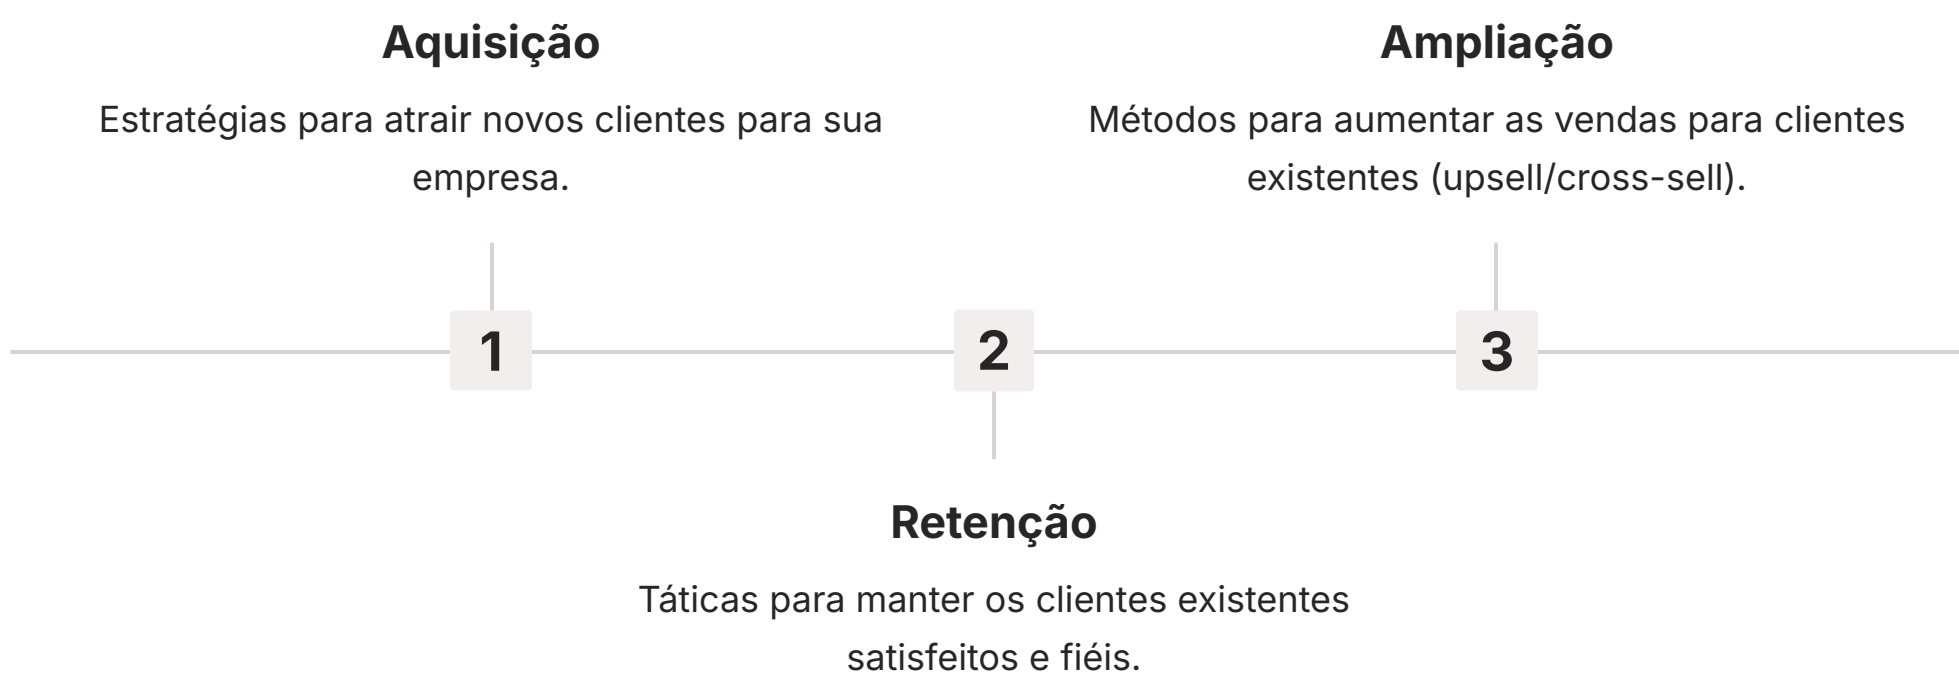 Aquisição
Estratégias para atrair novos clientes para sua
empresa.
Ampliação
Métodos para aumentar as vendas para clientes
existentes (upsell/cross-sell).
1
2
3
Retenção
Táticas para manter os clientes existentes
satisfeitos e fiéis.